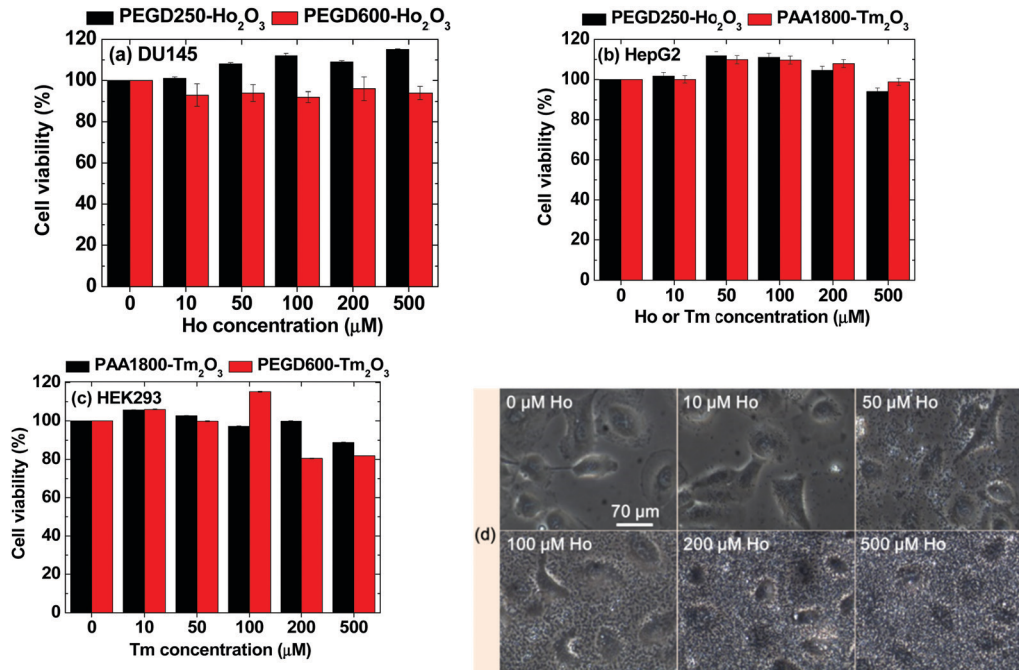 PEGD250-Ho2O3 PEGD600-Ho2O3
(a) DU145
Cell viability (%)
120
100
80
60
40
20
0
0 10 50 100 200 500
Ho concentration (μM)
PEGD250-Ho2O3 PAA1800-Tm2O3
(b) HepG2
Cell viability (%)
120
100
80
60
40
20
0
0 10 50 100 200 500
Ho or Tm concentration (μM)
PAA1800-Tm2O3 PEGD600-Tm2O3
(c) HEK293
Cell viability (%)
120
100
80
60
40
20
0
0 10 50 100 200 500
Tm concentration (μM)
(d)
0 μM Ho 10 μM Ho 50 μM Ho
70 μm
100 μM Ho 200 μM Ho 500 μM Ho